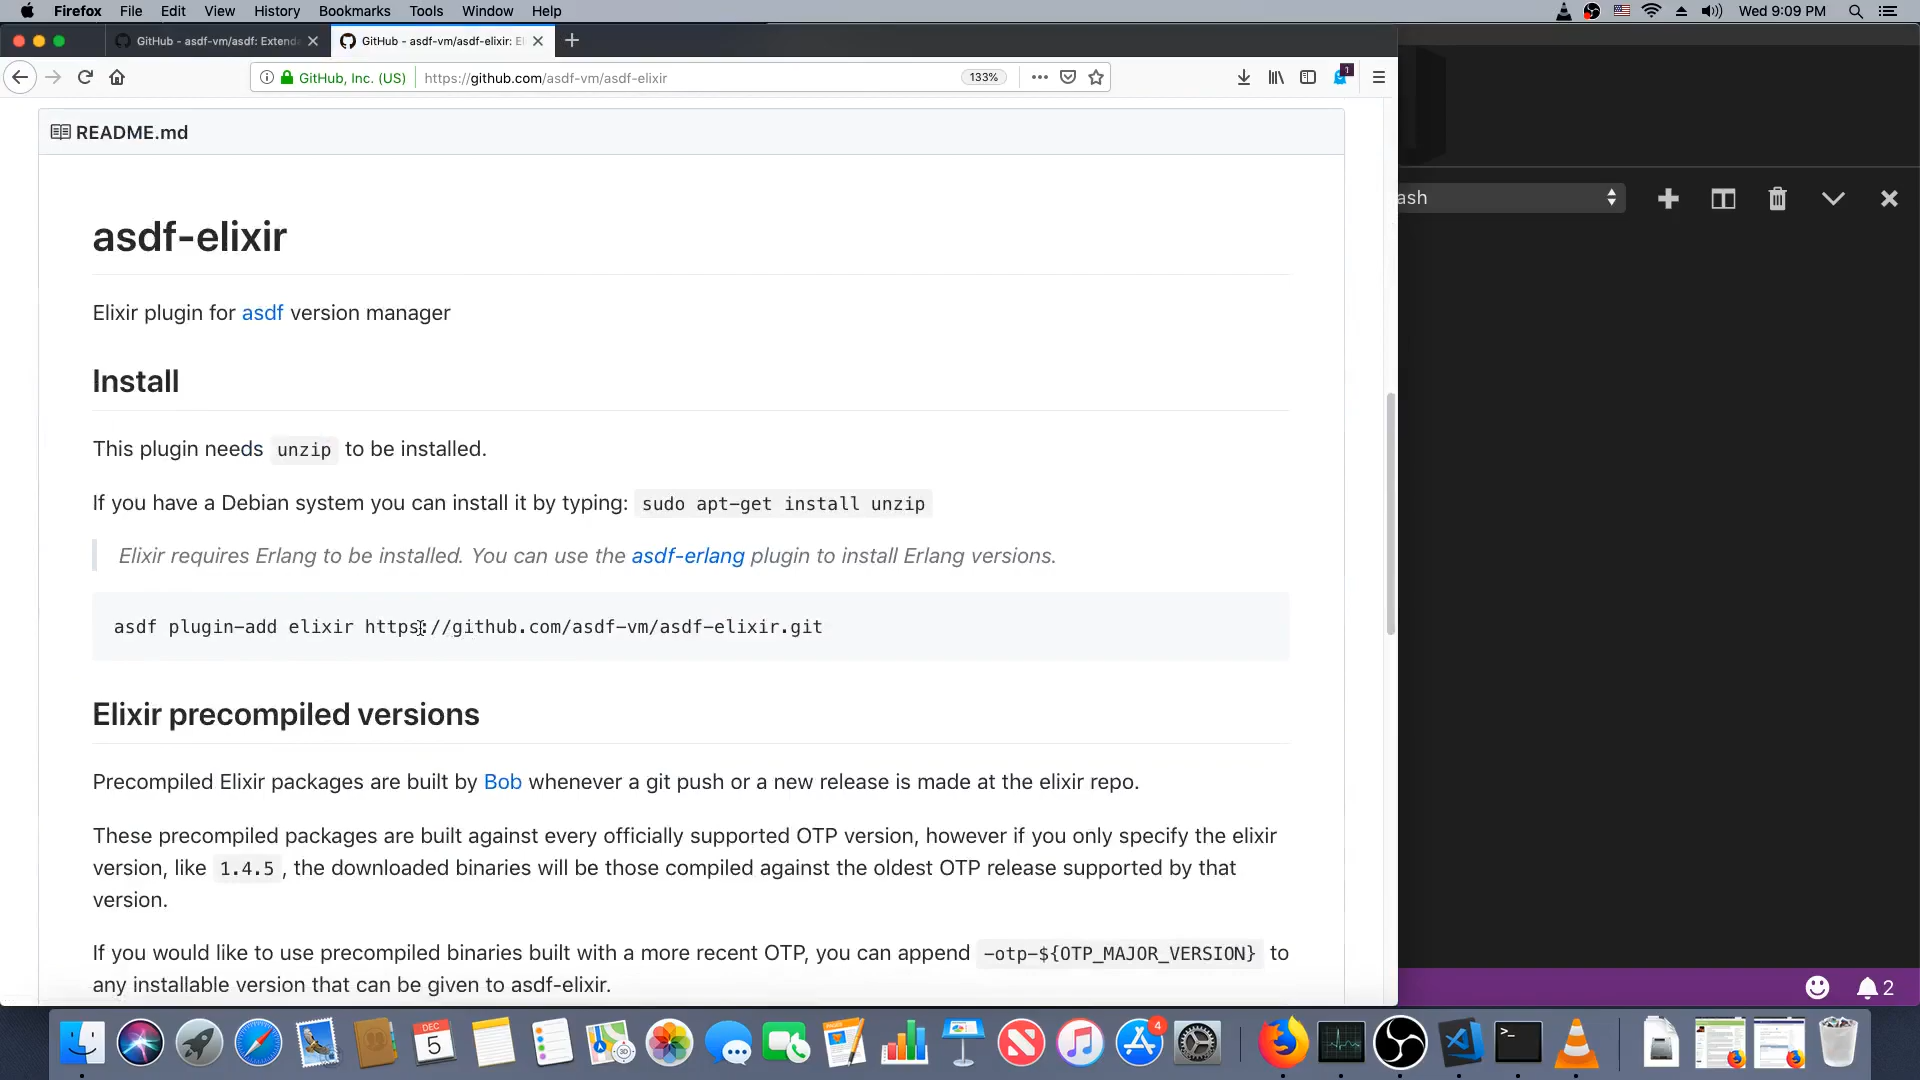 Firefox File Edit View History Bookmarks Tools Window Help
Wed 9:09 PM
GitHub - asdf-vm/asdf: Extenda
GitHub - asdf-vm/asdf-elixir: El
GitHub, Inc. (US) https://github.com/asdf-vm/asdf-elixir 133% 1
README.md
ash
asdf-elixir
Elixir plugin for asdf version manager
Install
This plugin needs unzip to be installed.
If you have a Debian system you can install it by typing: sudo apt-get install unzip
Elixir requires Erlang to be installed. You can use the asdf-erlang plugin to install Erlang versions.
asdf plugin-add elixir https://github.com/asdf-vm/asdf-elixir.git
Elixir precompiled versions
Precompiled Elixir packages are built by Bob whenever a git push or a new release is made at the elixir repo.
These precompiled packages are built against every officially supported OTP version, however if you only specify the elixir
version, like 1.4.5 , the downloaded binaries will be those compiled against the oldest OTP release supported by that
version.
If you would like to use precompiled binaries built with a more recent OTP, you can append -otp-${OTP_MAJOR_VERSION} to
any installable version that can be given to asdf-elixir.
2
DEC
5
3D
4
>_